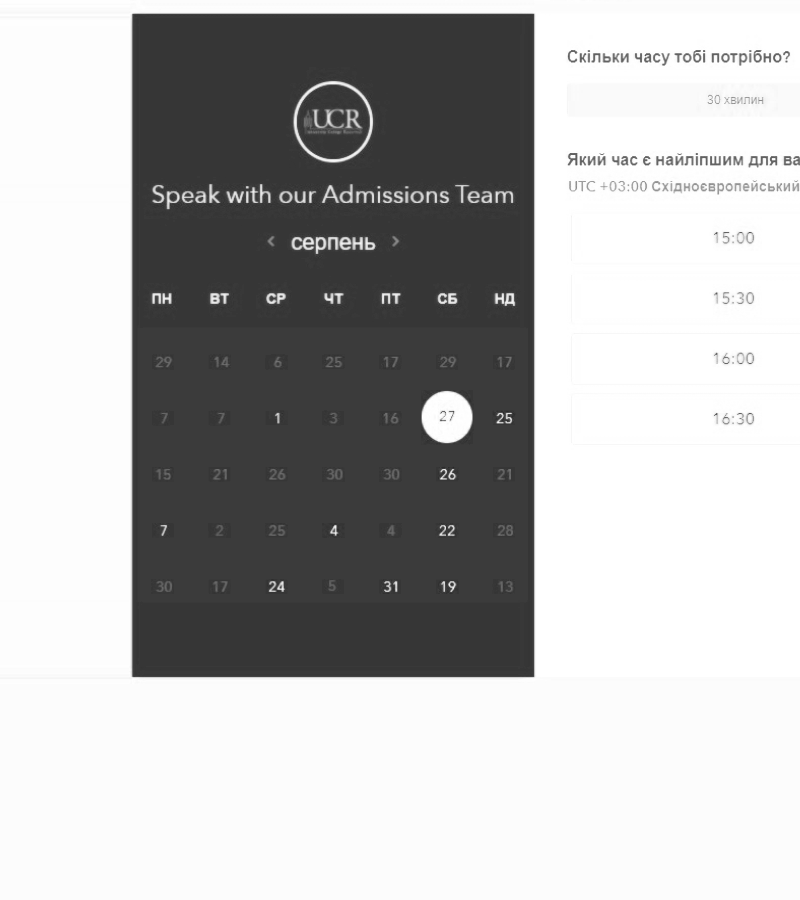 UCR
Speak with our Admissions Team
серпень
ПН ВТ СР ЧТ ПТ СБ НД
29 14 6 25 17 29 17
7 7 1 3 16 27 25
15 21 26 30 30 26 21
7 2 25 4 4 22 28
30 17 24 5 31 19 13
Скільки часу тобі потрібно?
30 хвилин
Який час є найліпшим для ва
UTC +03:00 Східноєвропейський
15:00
15:30
16:00
16:30